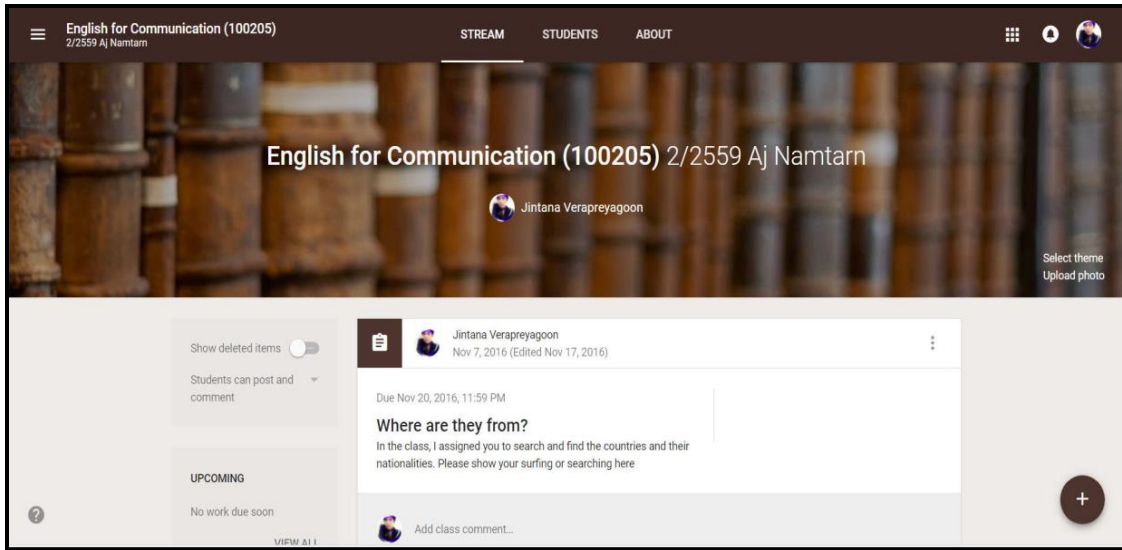 English for Communication (100205)
2/2559 Aj Namtarn
STREAM STUDENTS ABOUT
English for Communication (100205) 2/2559 Aj Namtarn
Jintana Verapreyagoon
Select theme
Upload photo
Show deleted items
Students can post and
comment
UPCOMING
No work due soon
VIEW ALL
Jintana Verapreyagoon
Nov 7, 2016 (Edited Nov 17, 2016)
Due Nov 20, 2016, 11:59 PM
Where are they from?
In the class, I assigned you to search and find the countries and their
nationalities. Please show your surfing or searching here
Add class comment...